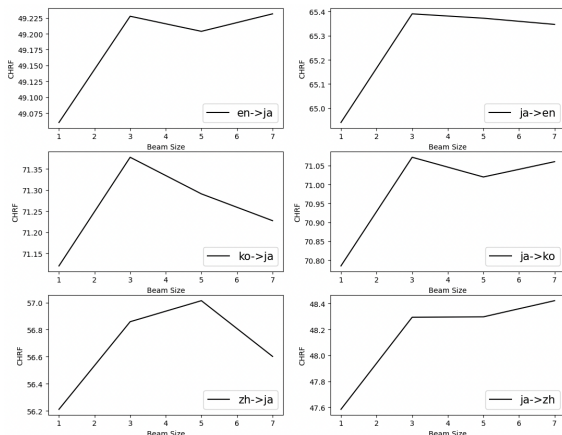 49.225
49.200
49.175
49.150
49.125
49.100
49.075
CHRF
en->ja
1 2 3 4 5 6 7
Beam Size
65.4
65.3
65.2
65.1
65.0
CHRF
ja->en
1 2 3 4 5 6 7
Beam Size
71.35
71.30
71.25
71.20
71.15
CHRF
ko->ja
1 2 3 4 5 6 7
Beam Size
71.05
71.00
70.95
70.90
70.85
70.80
CHRF
ja->ko
1 2 3 4 5 6 7
Beam Size
57.0
56.8
56.6
56.4
56.2
CHRF
zh->ja
1 2 3 4 5 6 7
Beam Size
48.4
48.2
48.0
47.8
47.6
CHRF
ja->zh
1 2 3 4 5 6 7
Beam Size